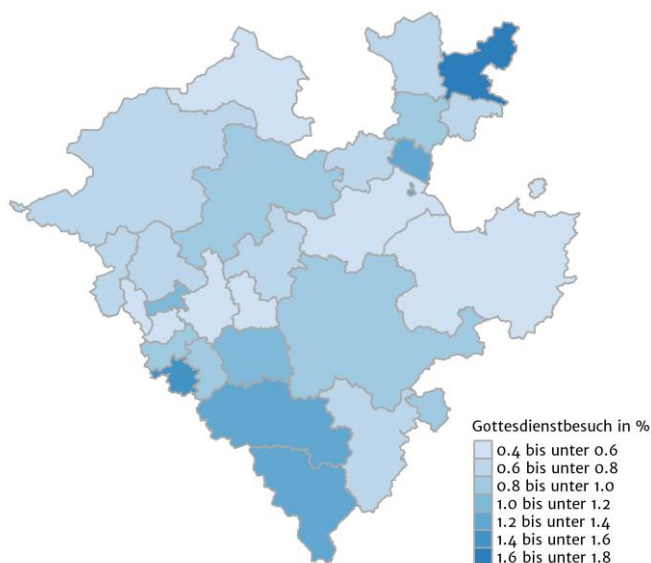 Gottesdienstbesuch in %
0.4 bis unter 0.6
0.6 bis unter 0.8
0.8 bis unter 1.0
1.0 bis unter 1.2
1.2 bis unter 1.4
1.4 bis unter 1.6
1.6 bis unter 1.8